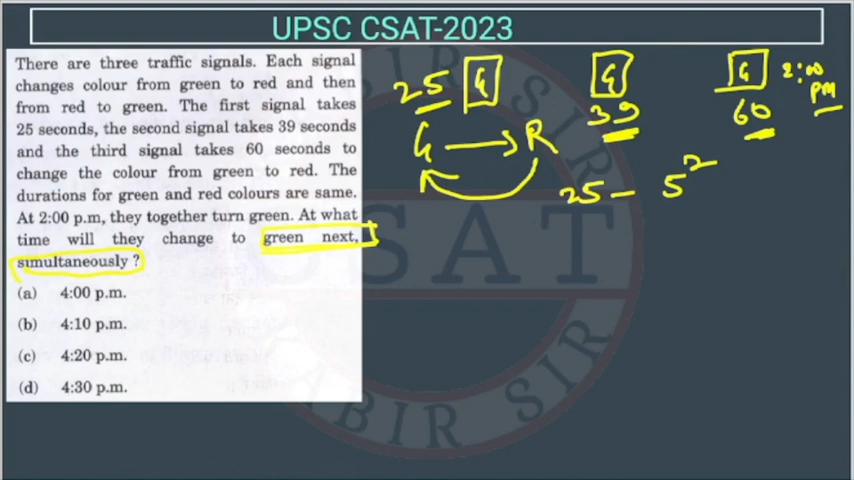 UPSC CSAT-2023
There are three traffic signals. Each signal
changes colour from green to red and then
from red to green. The first signal takes
25 seconds, the second signal takes 39 seconds
and the third signal takes 60 seconds to
change the colour from green to red. The
durations for green and red colours are same.
At 2:00 p.m, they together turn green. At what
time will they change to green next,
simultaneously ?
(a) 4:00 p.m.
(b) 4:10 p.m.
(c) 4:20 p.m.
(d) 4:30 p.m.
25 G
G 39
G 60
2:00 PM
G → R
25 – 5²
CSAT
SABIR SIR